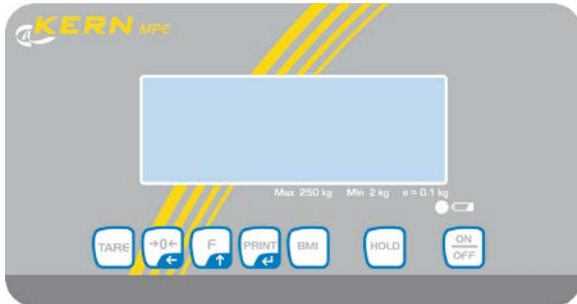 KERN MPE
Max 250 kg Min 2 kg e = 0.1 kg
TARE →0← F PRINT BMI HOLD ON
OFF